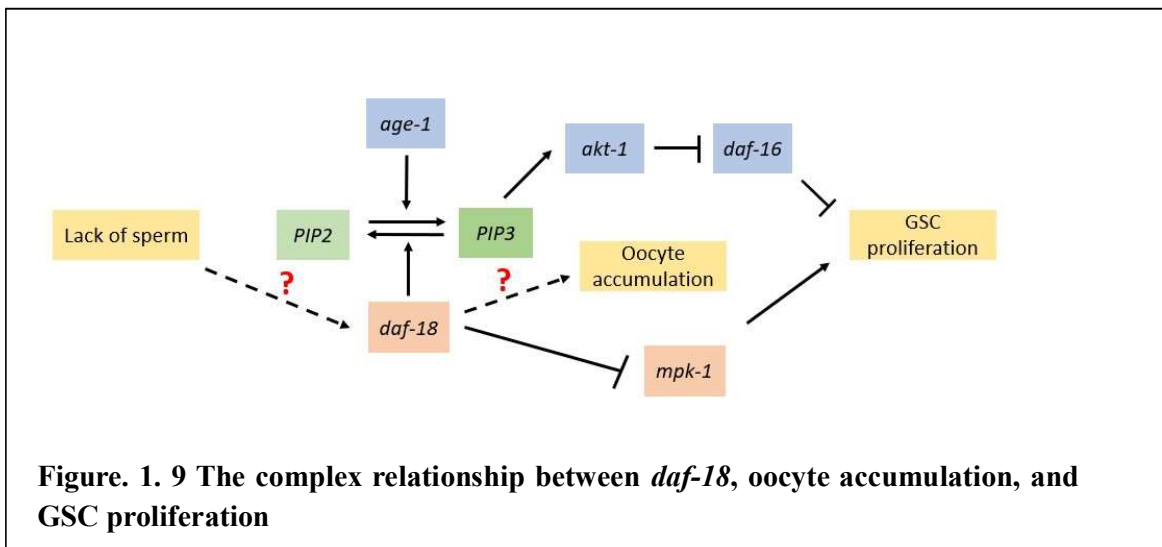 age-1
akt-1
daf-16
Lack of sperm
PIP2
PIP3
GSC
proliferation
Oocyte
accumulation
?
?
daf-18
mpk-1
Figure. 1. 9 The complex relationship between daf-18, oocyte accumulation, and
GSC proliferation